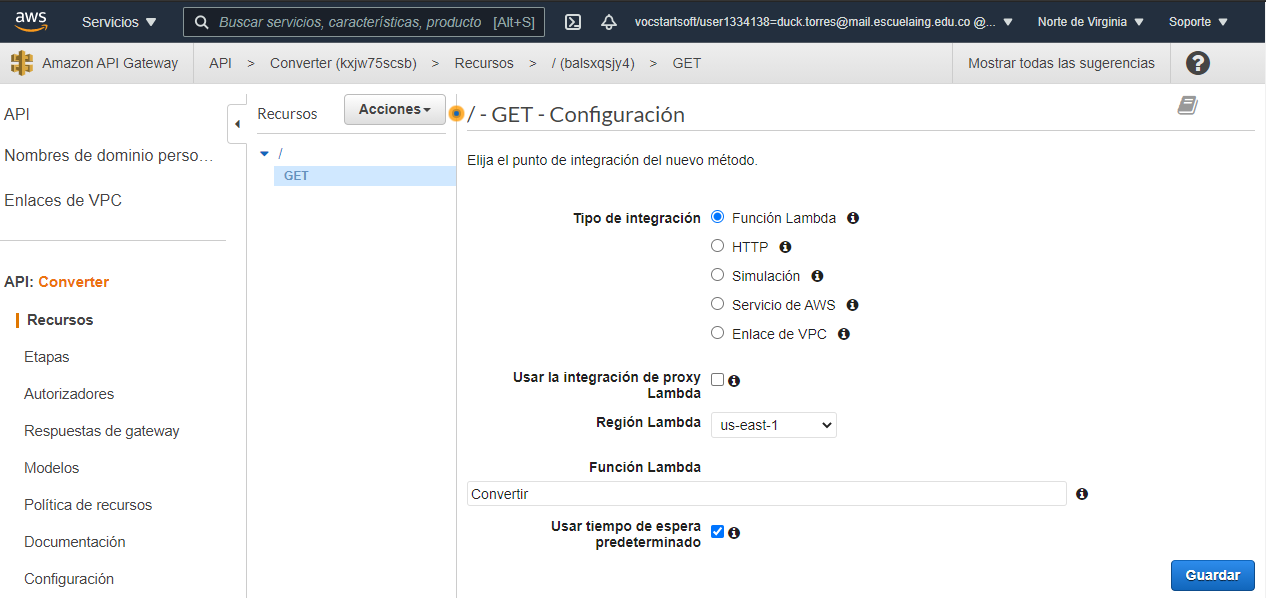 aws Servicios Buscar servicios, características, producto [Alt+S] vocstartsoft/user1334138=duck.torres@mail.escuelaing.edu.co @... Norte de Virginia Soporte
Amazon API Gateway API > Converter (kxjw75scsb) > Recursos > / (balsxqsjy4) > GET Mostrar todas las sugerencias ?
API
Nombres de dominio perso…
Enlaces de VPC
API: Converter
Recursos
Etapas
Autorizadores
Respuestas de gateway
Modelos
Política de recursos
Documentación
Configuración
Recursos Acciones
/
GET
/ - GET - Configuración
Elija el punto de integración del nuevo método.
Tipo de integración Función Lambda
HTTP
Simulación
Servicio de AWS
Enlace de VPC
Usar la integración de proxy
Lambda
Región Lambda us-east-1
Función Lambda
Convertir
Usar tiempo de espera
predeterminado
Guardar